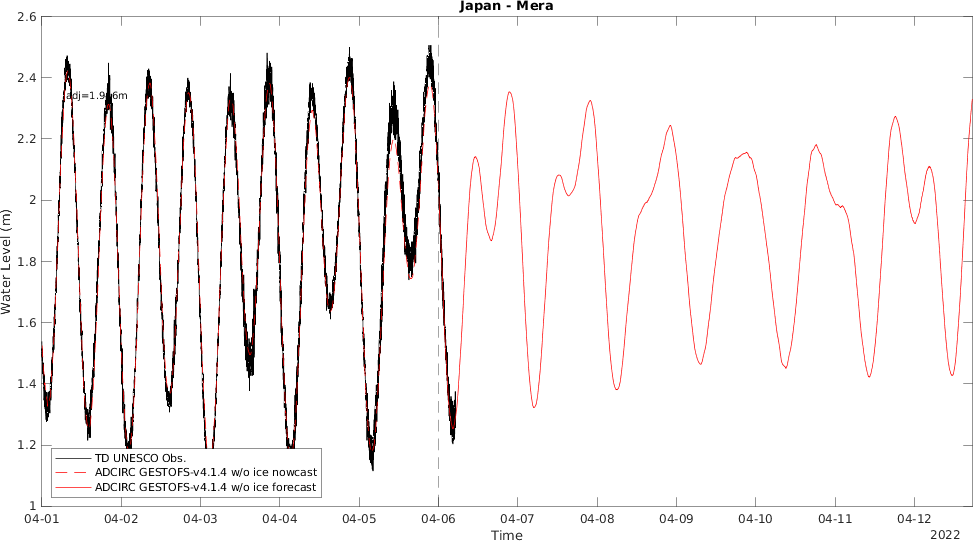 Japan - Mera
2.6
2.4
2.2
2
1.8
1.6
1.4
1.2
1
Water Level (m)
TD UNESCO Obs.
ADCIRC GESTOFS-v4.1.4 w/o ice nowcast
ADCIRC GESTOFS-v4.1.4 w/o ice forecast
04-01 04-02 04-03 04-04 04-05 04-06 04-07 04-08 04-09 04-10 04-11 04-12
Time
2022